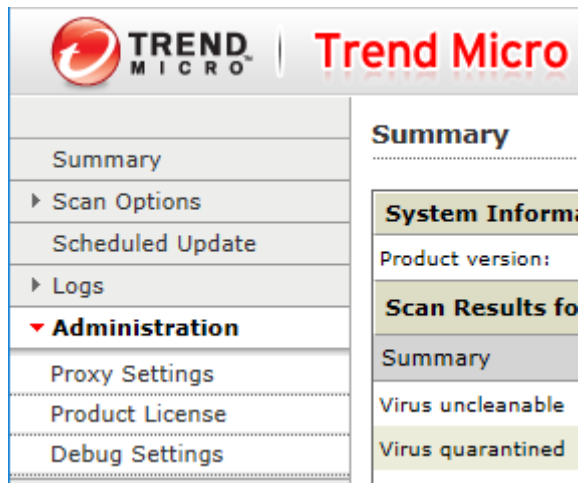 TREND
MICRO
Trend Micro
Summary
Scan Options
Scheduled Update
Logs
Administration
Proxy Settings
Product License
Debug Settings
Summary
System Informa
Product version:
Scan Results fo
Summary
Virus uncleanable
Virus quarantined